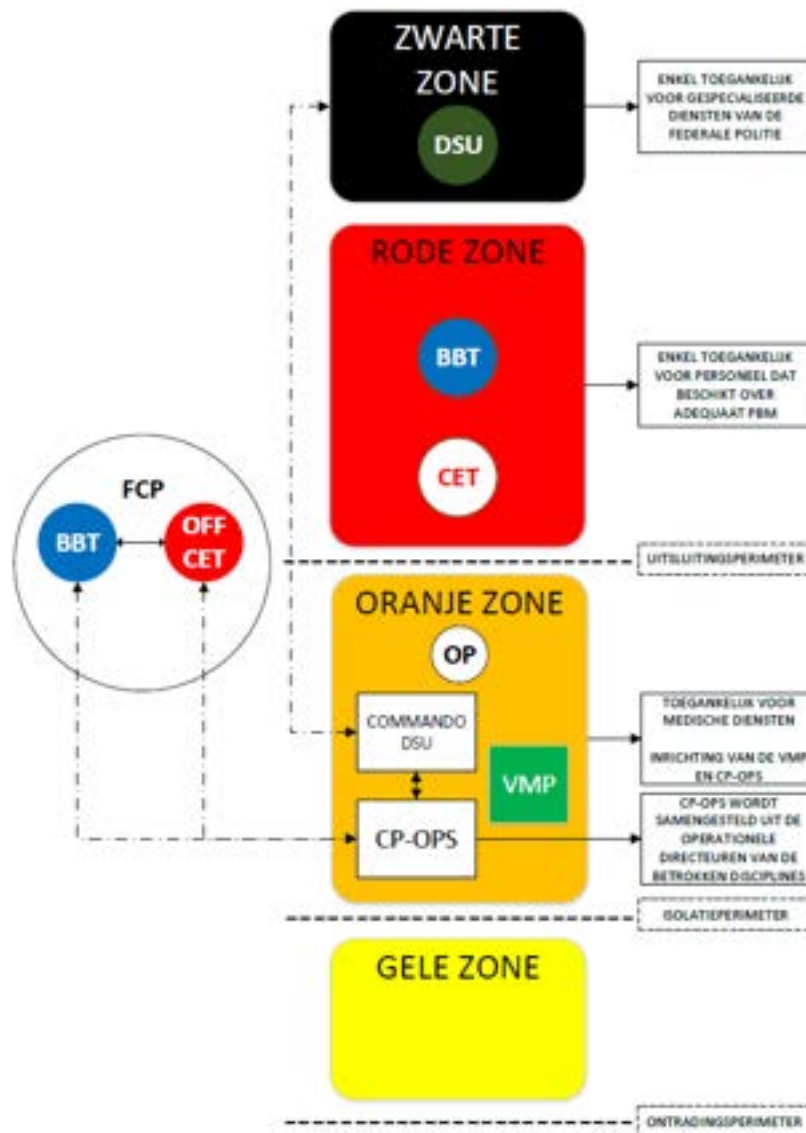 ZWARTE
ZONE
DSU
ENKEL TOEGANKELIJK
VOOR GESPECIALISEERDE
DIENSTEN VAN DE
FEDERALE POLITIE
RODE ZONE
BBT
CET
ENKEL TOEGANKELIJK
VOOR PERSONEEL DAT
BESCHIKT OVER
ADEQUAAT PBM
FCP
BBT
OFF
CET
UITSLUITINGSPERIMETER
ORANJE ZONE
OP
COMMANDO
DSU
VMP
CP-OPS
TOEGANKELIJK VOOR
MEDISCHE DIENSTEN
INRICHTING VAN DE VMP
EN CP-OPS
CP-OPS WORDT
SAMENGESTELD UIT DE
OPERATIONELE
DIRECTEUREN VAN DE
BETROKKEN DISCIPLINES
ISOLATIEPERIMETER
GELE ZONE
ONTRADINGSPERIMETER